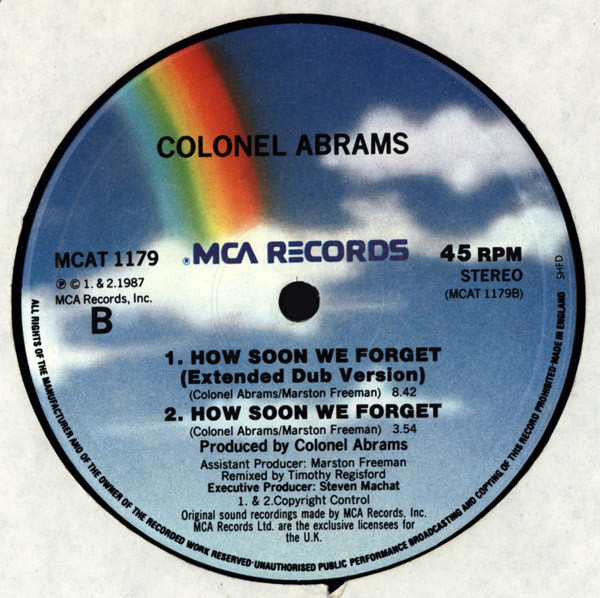 COLONEL ABRAMS
MCAT 1179
℗ © 1. & 2.1987
MCA Records, Inc.
B
® MCA RECORDS
45 RPM
STEREO
(MCAT 1179B)
SHFD
1. HOW SOON WE FORGET
(Extended Dub Version)
(Colonel Abrams/Marston Freeman) 8.42
2. HOW SOON WE FORGET
(Colonel Abrams/Marston Freeman) 3.54
Produced by Colonel Abrams
Assistant Producer: Marston Freeman
Remixed by Timothy Regisford
Executive Producer: Steven Machat
1. & 2.Copyright Control
Original sound recordings made by MCA Records, Inc.
MCA Records Ltd. are the exclusive licensees for
the U.K.
ALL RIGHTS OF THE MANUFACTURER AND OF THE OWNER OF THE RECORDED WORK RESERVED·UNAUTHORISED PUBLIC PERFORMANCE BROADCASTING AND COPYING OF THIS RECORD PROHIBITED·MADE IN ENGLAND